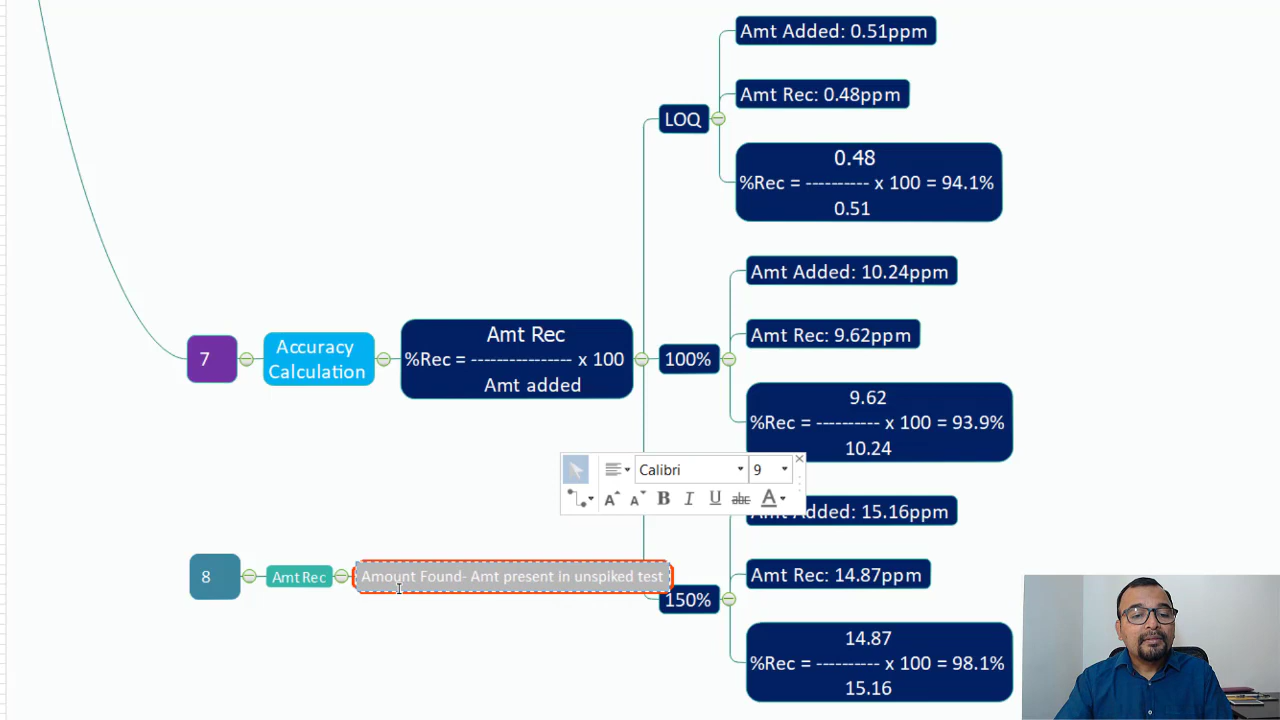 Amt Added: 0.51ppm
Amt Rec: 0.48ppm
LOQ
0.48
%Rec = ---------- x 100 = 94.1%
0.51
Amt Added: 10.24ppm
Amt Rec: 9.62ppm
7
Accuracy
Calculation
Amt Rec
%Rec = ---------------- x 100
Amt added
100%
9.62
%Rec = ---------- x 100 = 93.9%
10.24
Calibri
9
B I U abc A
Amt Added: 15.16ppm
8
Amt Rec
Amount Found- Amt present in unspiked test
Amt Rec: 14.87ppm
150%
14.87
%Rec = ---------- x 100 = 98.1%
15.16